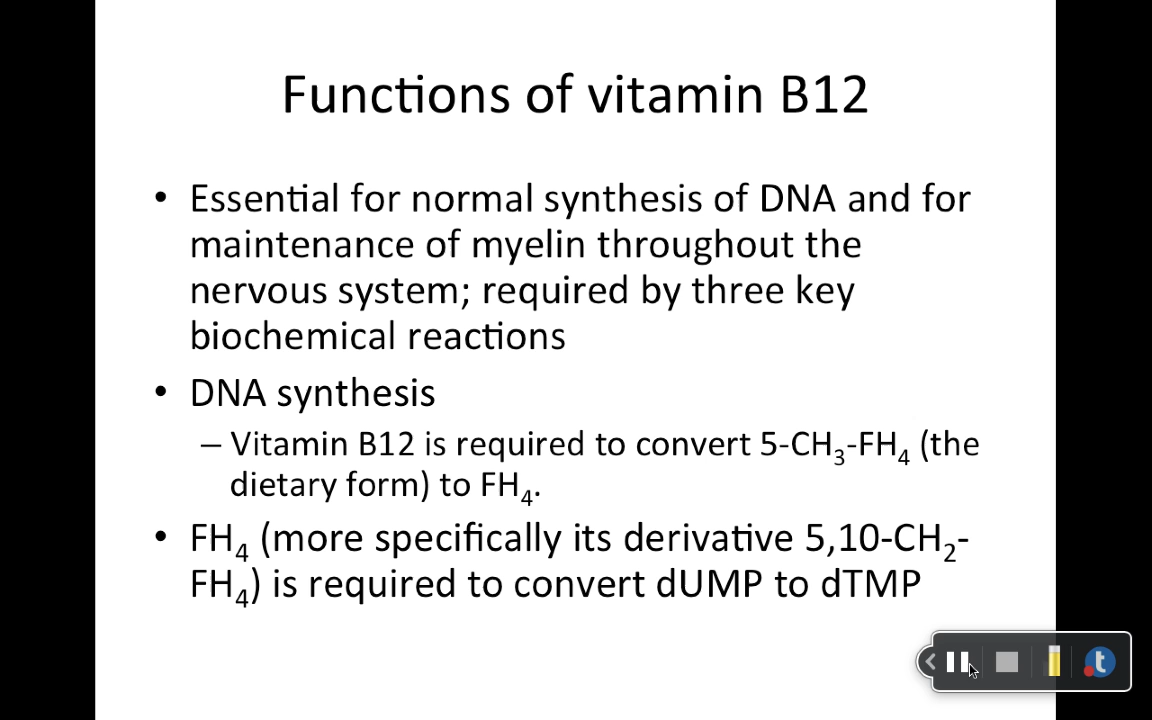 Functions of vitamin B12
• Essential for normal synthesis of DNA and for
maintenance of myelin throughout the
nervous system; required by three key
biochemical reactions
• DNA synthesis
– Vitamin B12 is required to convert 5-CH₃-FH₄ (the
dietary form) to FH₄.
• FH₄ (more specifically its derivative 5,10-CH₂-
FH₄) is required to convert dUMP to dTMP
t